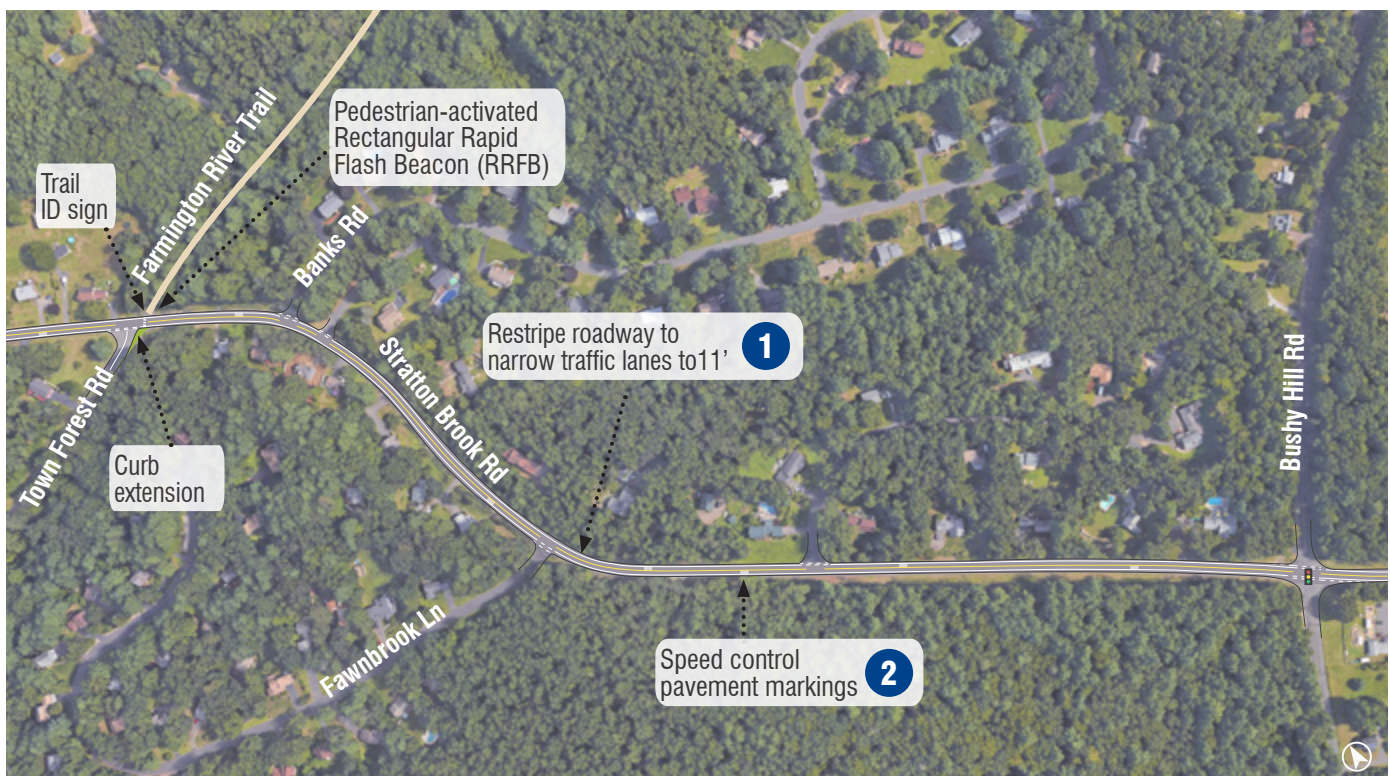 Farmington River Trail
Pedestrian-activated
Rectangular Rapid
Flash Beacon (RRFB)
Trail
ID sign
Banks Rd
Restripe roadway to
narrow traffic lanes to11’
1
Stratton Brook Rd
Bushy Hill Rd
Town Forest Rd
Curb
extension
Fawnbrook Ln
Speed control
pavement markings
2